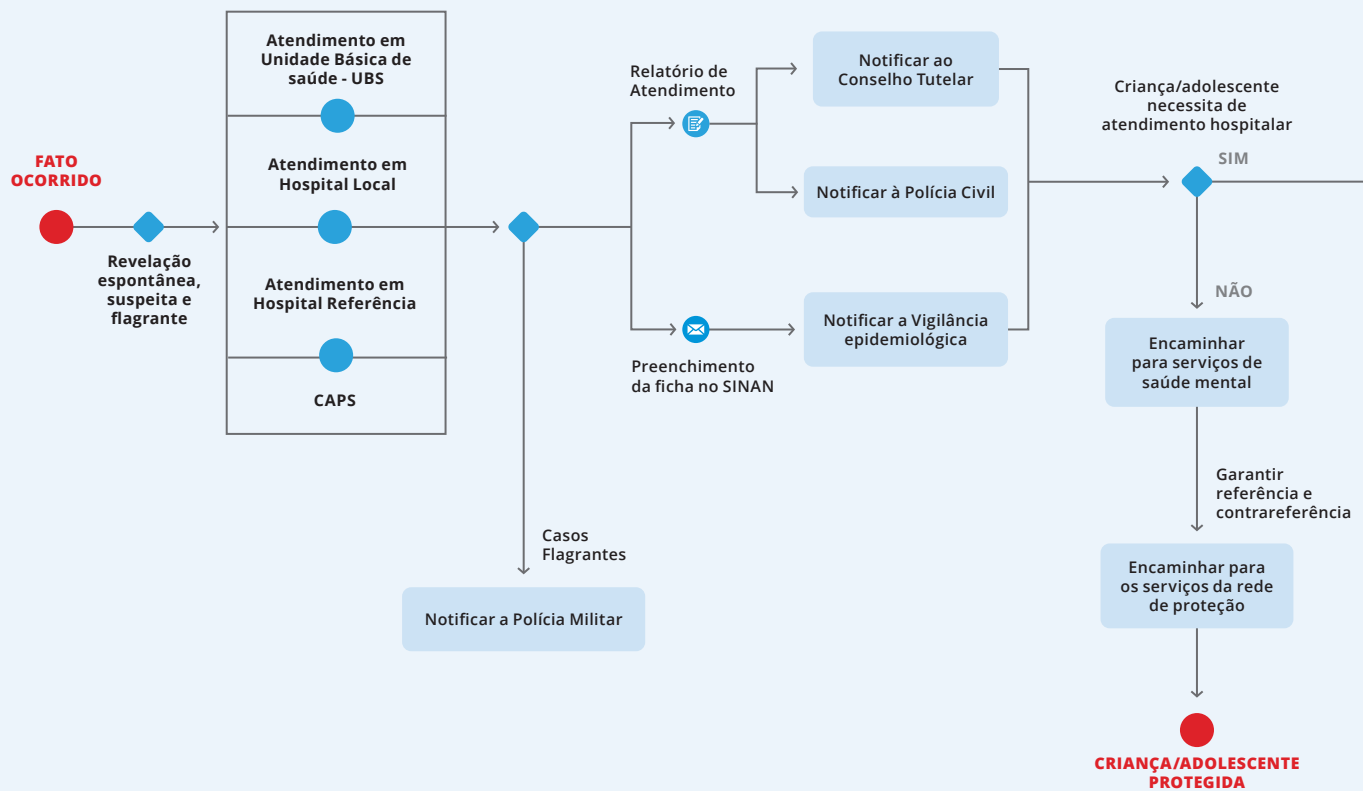 FATO
OCORRIDO
Revelação
espontânea,
suspeita e
flagrante
Atendimento em
Unidade Básica de
saúde - UBS
Atendimento em
Hospital Local
Atendimento em
Hospital Referência
CAPS
Casos
Flagrantes
Notificar a Polícia Militar
Relatório de
Atendimento
Preenchimento
da ficha no SINAN
Notificar ao
Conselho Tutelar
Notificar à Polícia Civil
Notificar a Vigilância
epidemiológica
Criança/adolescente
necessita de
atendimento hospitalar
SIM
NÃO
Encaminhar
para serviços de
saúde mental
Garantir
referência e
contrareferência
Encaminhar para
os serviços da rede
de proteção
CRIANÇA/ADOLESCENTE
PROTEGIDA